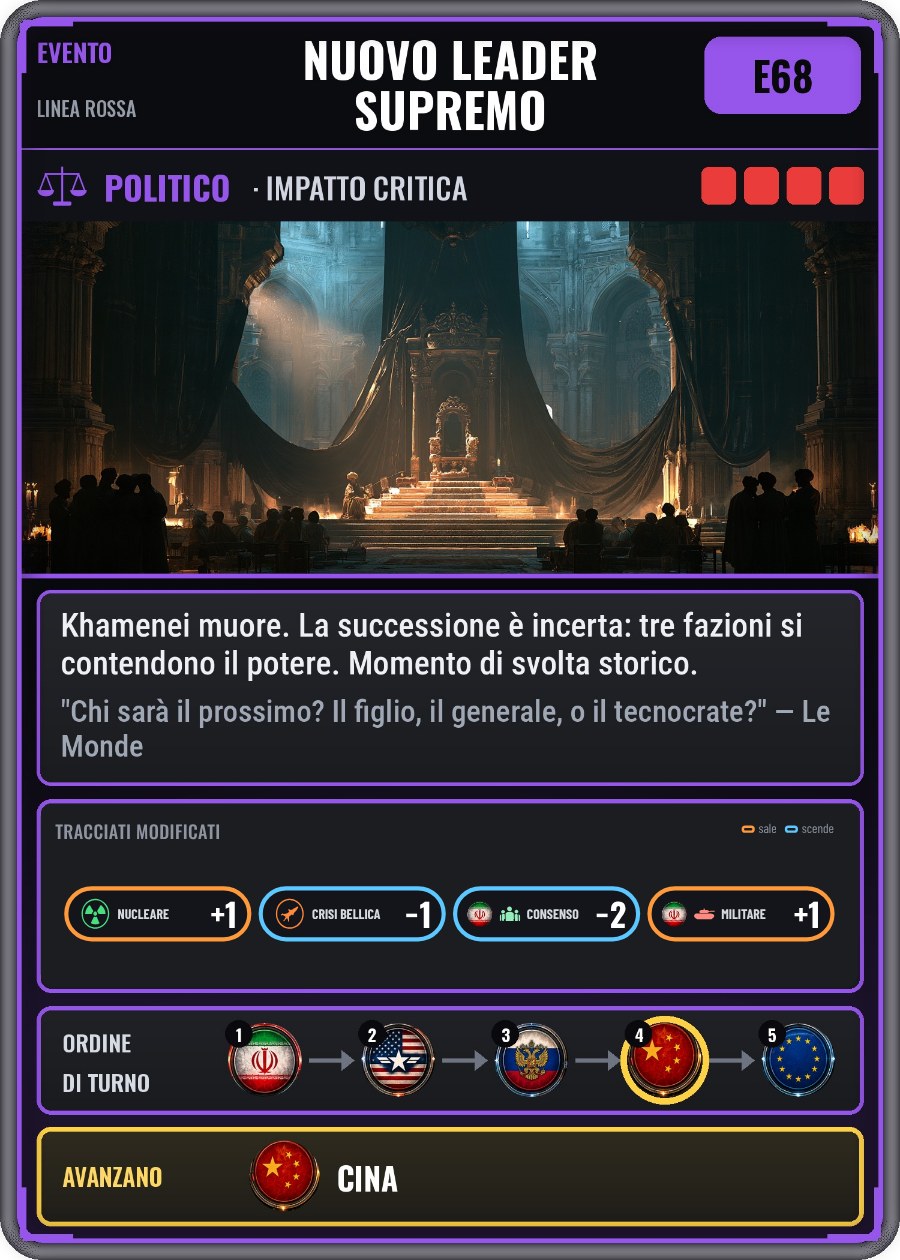 EVENTO
NUOVO LEADER
SUPREMO
E68
LINEA ROSSA
POLITICO · IMPATTO CRITICA
Khamenei muore. La successione è incerta: tre fazioni si
contendono il potere. Momento di svolta storico.
"Chi sarà il prossimo? Il figlio, il generale, o il tecnocrate?" — Le
Monde
TRACCIATI MODIFICATI
sale scende
NUCLEARE +1
CRISI BELLICA -1
CONSENSO -2
MILITARE +1
ORDINE
DI TURNO
1 2 3 4 5
AVANZANO CINA